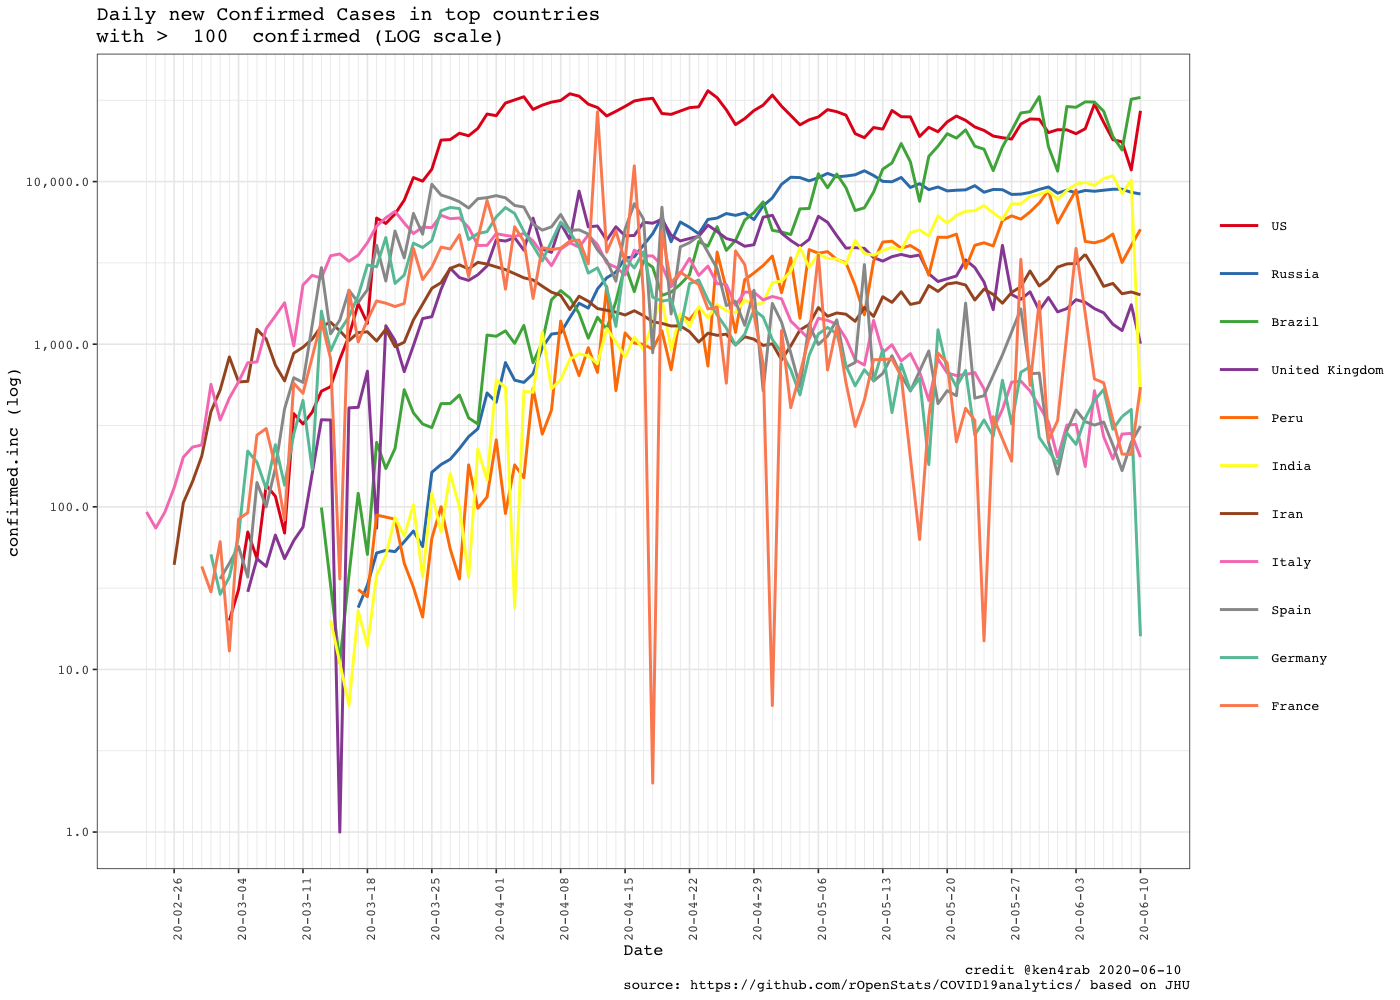 Daily new Confirmed Cases in top countries
with >  100  confirmed (LOG scale)
confirmed.inc (log)
10,000.0
1,000.0
100.0
10.0
1.0
20-02-26
20-03-04
20-03-11
20-03-18
20-03-25
20-04-01
20-04-08
20-04-15
20-04-22
20-04-29
20-05-06
20-05-13
20-05-20
20-05-27
20-06-03
20-06-10
Date
US
Russia
Brazil
United Kingdom
Peru
India
Iran
Italy
Spain
Germany
France
credit @ken4rab 2020-06-10
source: https://github.com/rOpenStats/COVID19analytics/ based on JHU